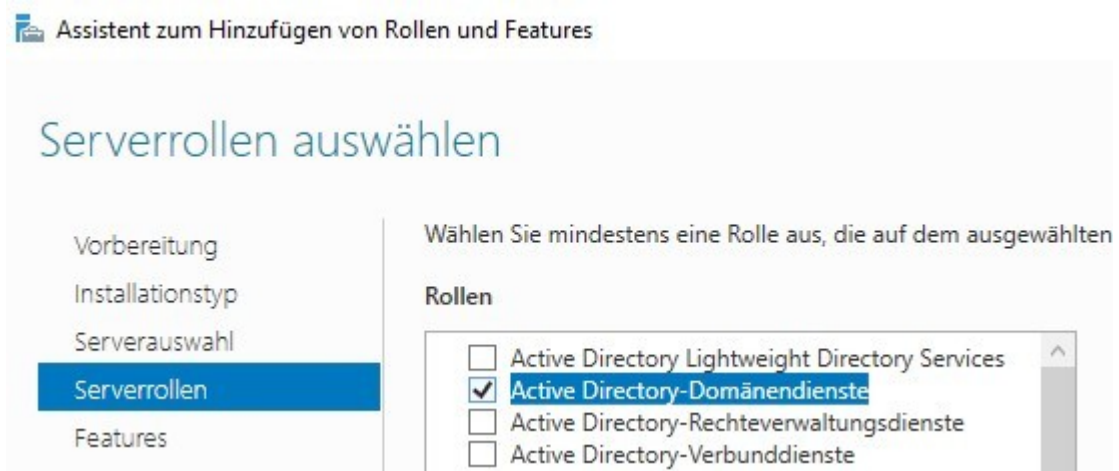 Assistent zum Hinzufügen von Rollen und Features
Serverrollen auswählen
Vorbereitung
Installationstyp
Serverauswahl
Serverrollen
Features
Wählen Sie mindestens eine Rolle aus, die auf dem ausgewählten
Rollen
Active Directory Lightweight Directory Services
Active Directory-Domänendienste
Active Directory-Rechteverwaltungsdienste
Active Directory-Verbunddienste